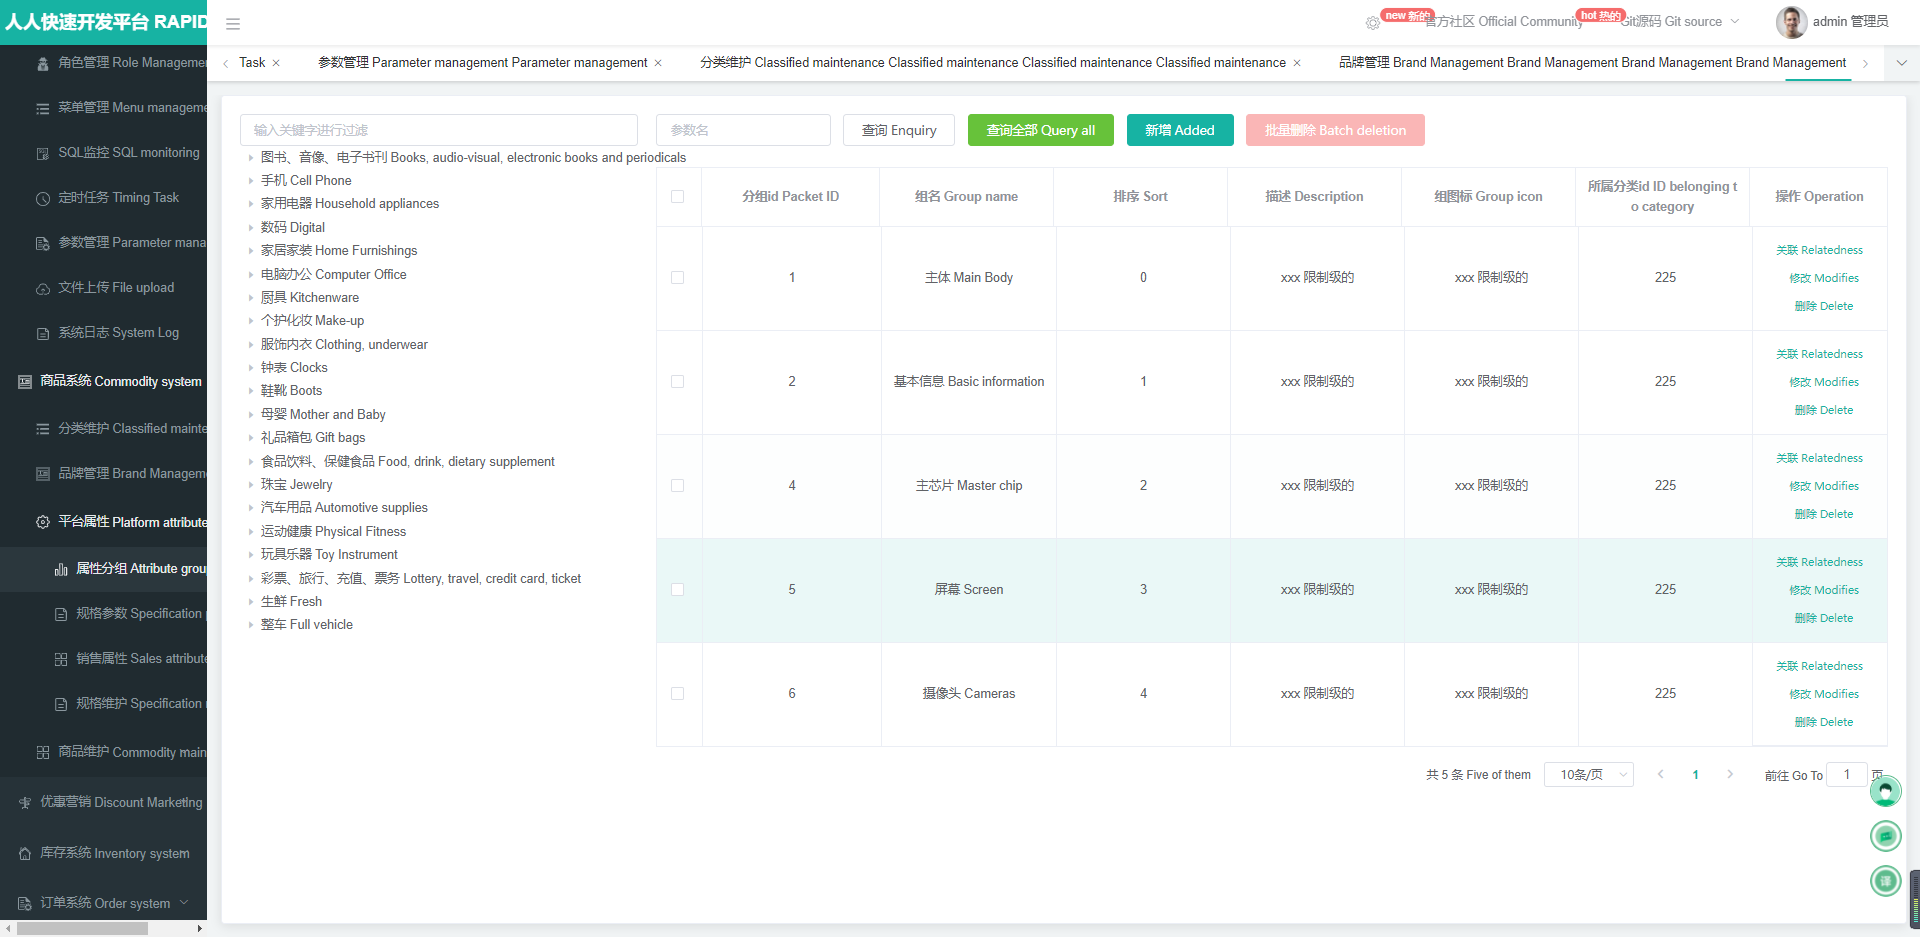 人人快速开发平台 RAPID
new 新的
官方社区 Official Community
hot 热的
Git源码 Git source
admin 管理员
Task
参数管理 Parameter management Parameter management
分类维护 Classified maintenance Classified maintenance Classified maintenance Classified maintenance
品牌管理 Brand Management Brand Management Brand Management Brand Management
角色管理 Role Managemen
菜单管理 Menu manageme
SQL监控 SQL monitoring
定时任务 Timing Task
参数管理 Parameter mana
文件上传 File upload
系统日志 System Log
商品系统 Commodity system
分类维护 Classified mainte
品牌管理 Brand Managem
平台属性 Platform attribute
属性分组 Attribute grou
规格参数 Specification
销售属性 Sales attribute
规格维护 Specification
商品维护 Commodity main
优惠营销 Discount Marketing
库存系统 Inventory system
订单系统 Order system
输入关键字进行过滤
参数名
查询 Enquiry
查询全部 Query all
新增 Added
批量删除 Batch deletion
图书、音像、电子书刊 Books, audio-visual, electronic books and periodicals
手机 Cell Phone
家用电器 Household appliances
数码 Digital
家居家装 Home Furnishings
电脑办公 Computer Office
厨具 Kitchenware
个护化妆 Make-up
服饰内衣 Clothing, underwear
钟表 Clocks
鞋靴 Boots
母婴 Mother and Baby
礼品箱包 Gift bags
食品饮料、保健食品 Food, drink, dietary supplement
珠宝 Jewelry
汽车用品 Automotive supplies
运动健康 Physical Fitness
玩具乐器 Toy Instrument
彩票、旅行、充值、票务 Lottery, travel, credit card, ticket
生鲜 Fresh
整车 Full vehicle
分组id Packet ID
组名 Group name
排序 Sort
描述 Description
组图标 Group icon
所属分类id ID belonging t
o category
操作 Operation
1
主体 Main Body
0
xxx 限制级的
xxx 限制级的
225
关联 Relatedness
修改 Modifies
删除 Delete
2
基本信息 Basic information
1
xxx 限制级的
xxx 限制级的
225
关联 Relatedness
修改 Modifies
删除 Delete
4
主芯片 Master chip
2
xxx 限制级的
xxx 限制级的
225
关联 Relatedness
修改 Modifies
删除 Delete
5
屏幕 Screen
3
xxx 限制级的
xxx 限制级的
225
关联 Relatedness
修改 Modifies
删除 Delete
6
摄像头 Cameras
4
xxx 限制级的
xxx 限制级的
225
关联 Relatedness
修改 Modifies
删除 Delete
共 5 条 Five of them
10条/页
1
前往 Go To
1
页
译